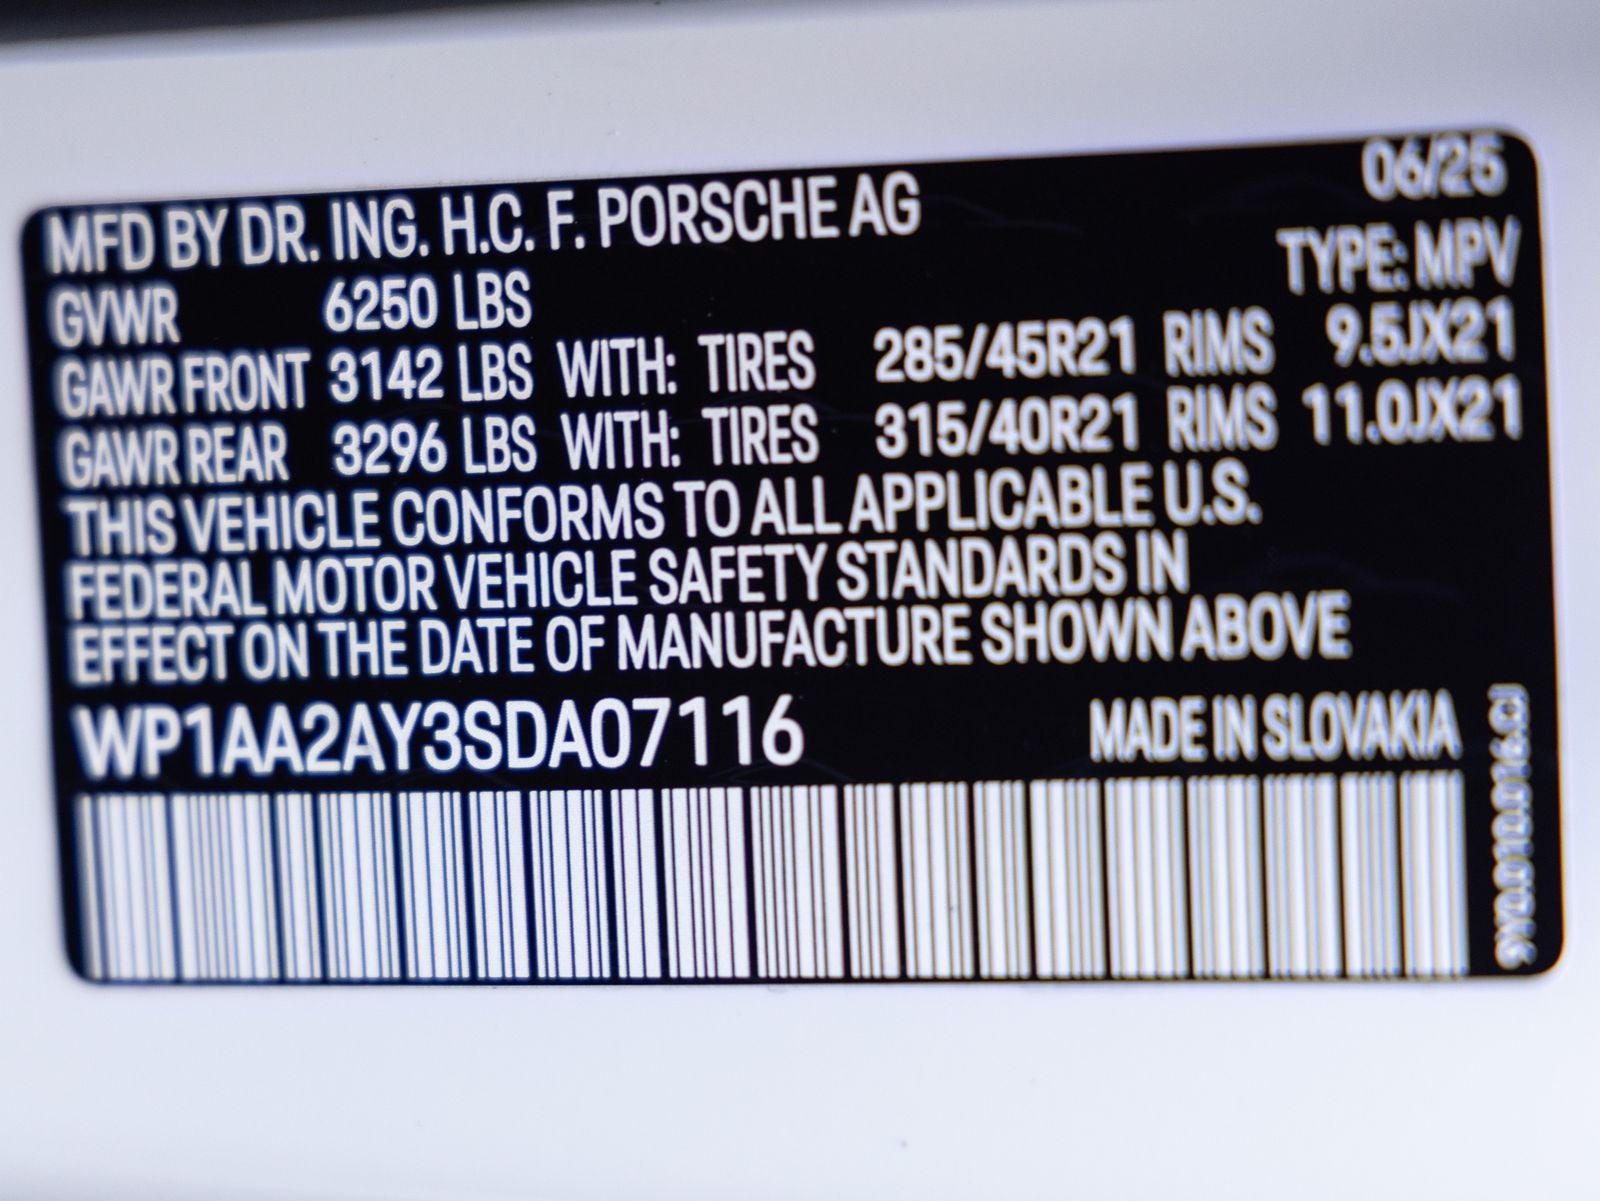 06/25
MFD BY DR. ING. H.C. F. PORSCHE AG
TYPE: MPV
GVWR 6250 LBS
GAWR FRONT 3142 LBS WITH: TIRES 285/45R21 RIMS 9.5JX21
GAWR REAR 3296 LBS WITH: TIRES 315/40R21 RIMS 11.0JX21
THIS VEHICLE CONFORMS TO ALL APPLICABLE U.S.
FEDERAL MOTOR VEHICLE SAFETY STANDARDS IN
EFFECT ON THE DATE OF MANUFACTURE SHOWN ABOVE
WP1AA2AY3SDA07116 MADE IN SLOVAKIA